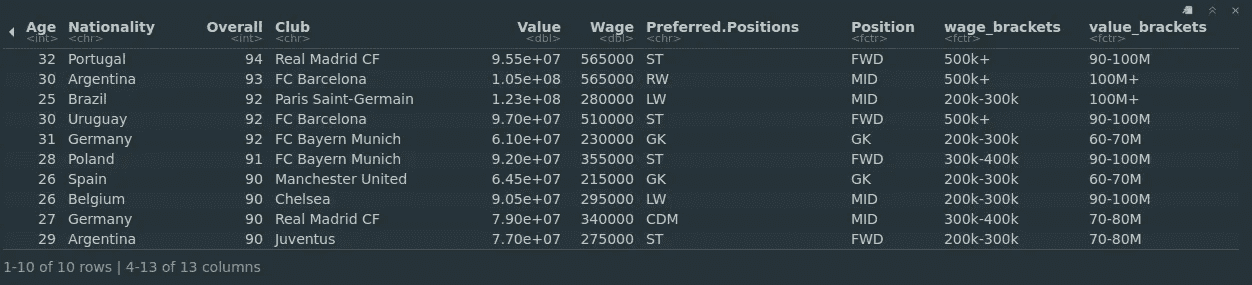 Age Nationality Overall Club Value Wage Preferred.Positions Position wage_brackets value_brackets
<int> <chr> <int> <chr> <dbl> <dbl> <chr> <fctr> <fctr> <fctr>
32 Portugal 94 Real Madrid CF 9.55e+07 565000 ST FWD 500k+ 90-100M
30 Argentina 93 FC Barcelona 1.05e+08 565000 RW MID 500k+ 100M+
25 Brazil 92 Paris Saint-Germain 1.23e+08 280000 LW MID 200k-300k 100M+
30 Uruguay 92 FC Barcelona 9.70e+07 510000 ST FWD 500k+ 90-100M
31 Germany 92 FC Bayern Munich 6.10e+07 230000 GK GK 200k-300k 60-70M
28 Poland 91 FC Bayern Munich 9.20e+07 355000 ST FWD 300k-400k 90-100M
26 Spain 90 Manchester United 6.45e+07 215000 GK GK 200k-300k 60-70M
26 Belgium 90 Chelsea 9.05e+07 295000 LW MID 200k-300k 90-100M
27 Germany 90 Real Madrid CF 7.90e+07 340000 CDM MID 300k-400k 70-80M
29 Argentina 90 Juventus 7.70e+07 275000 ST FWD 200k-300k 70-80M
1-10 of 10 rows | 4-13 of 13 columns